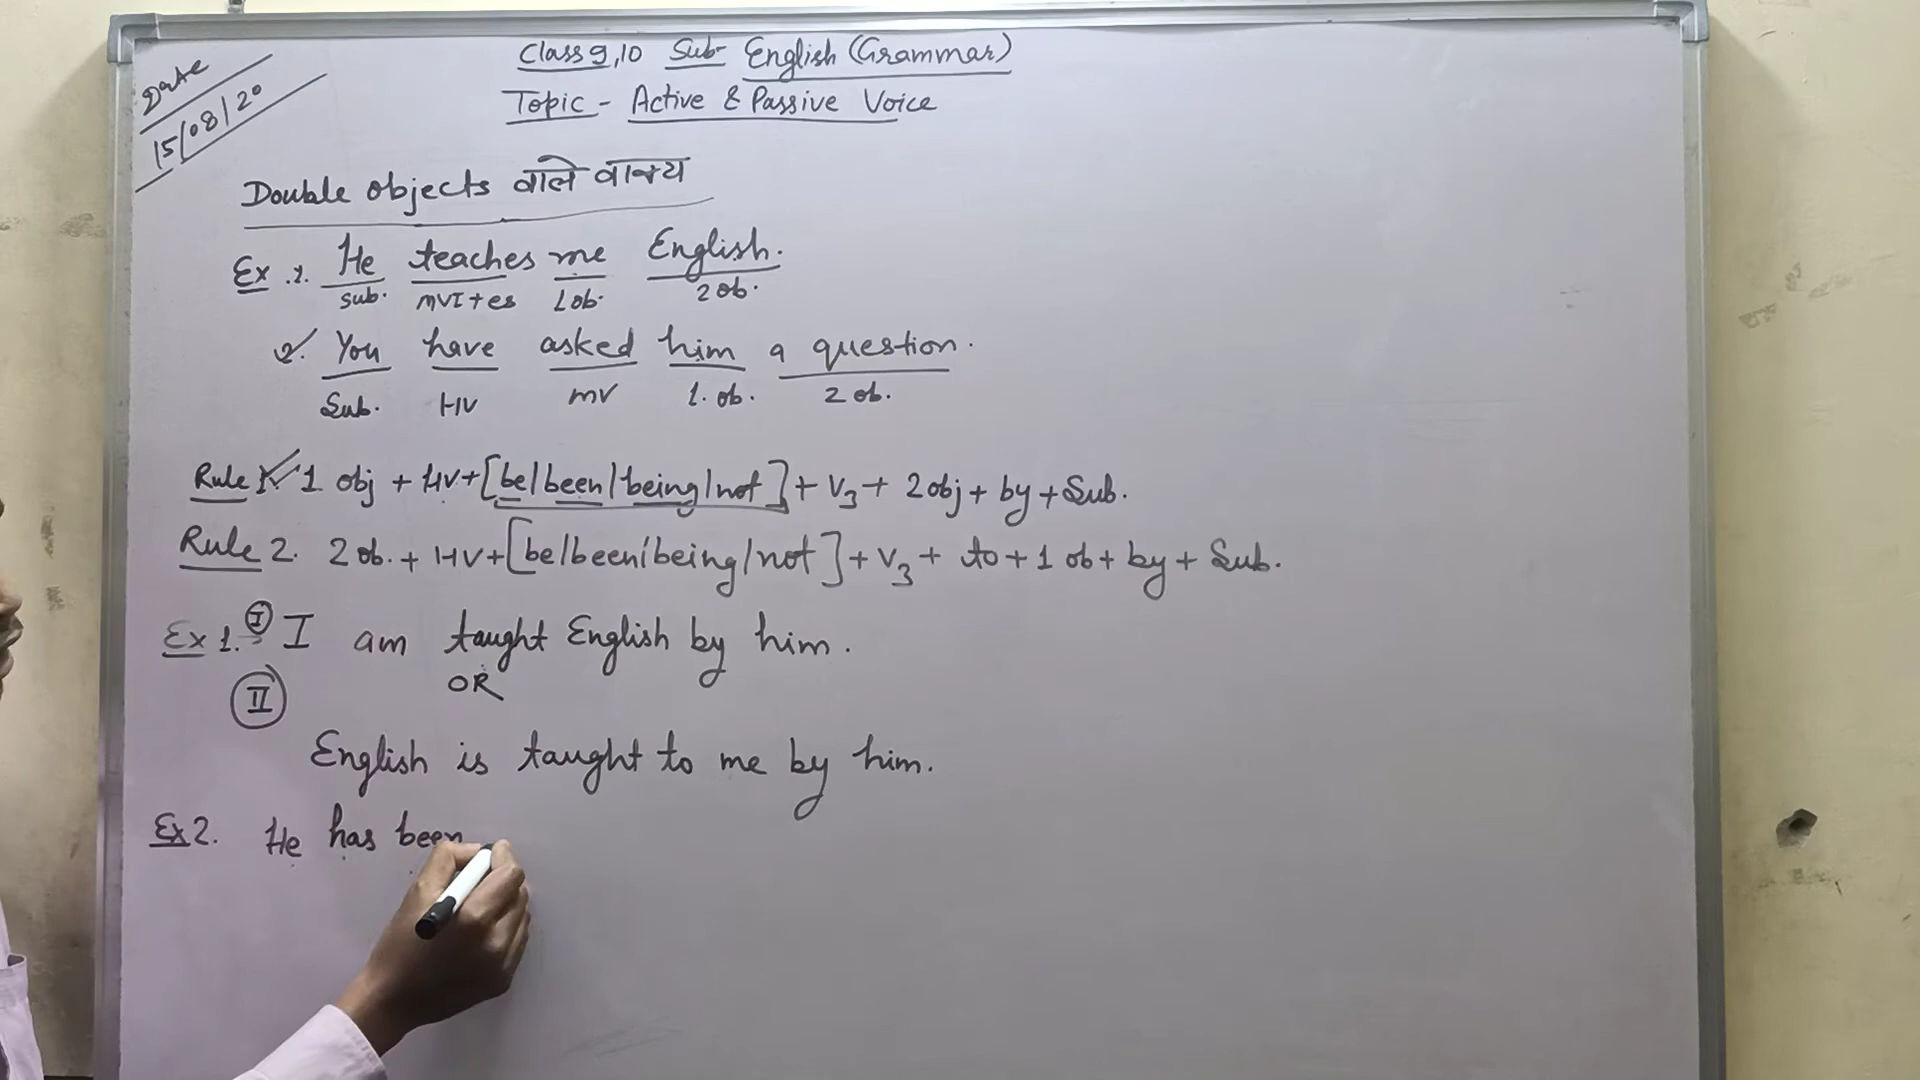 Date
15/08/20
Class 9,10 Sub- English (Grammar)
Topic - Active & Passive Voice
Double objects वाले वाक्य
Ex. 1. He teaches me English.
Sub. MVI+es 1 ob. 2 ob.
2. You have asked him a question.
Sub. HV MV 1. ob. 2 ob.
Rule 1. 1 obj + HV+[be/been/being/not]+ V3+ 2obj+ by+Sub.
Rule 2. 2 ob. + HV+[be/been/being/not]+ V3 + to+1 ob+ by+ Sub.
Ex 1. I I am taught English by him.
OR
II
English is taught to me by him.
Ex 2. He has been